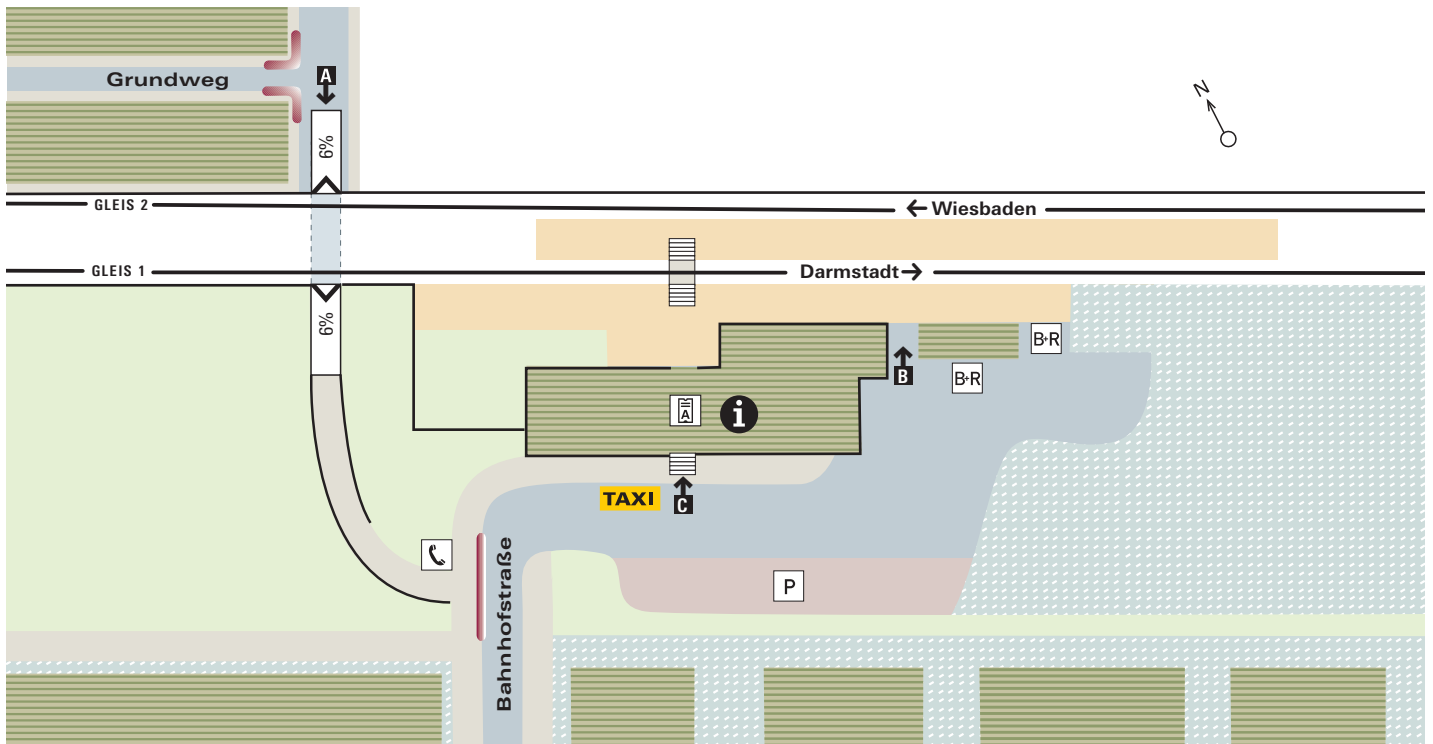 N
Grundweg
A
6%
GLEIS 2
Wiesbaden
GLEIS 1
Darmstadt
6%
B+R
B
B+R
A
i
TAXI
C
Bahnhofstraße
P